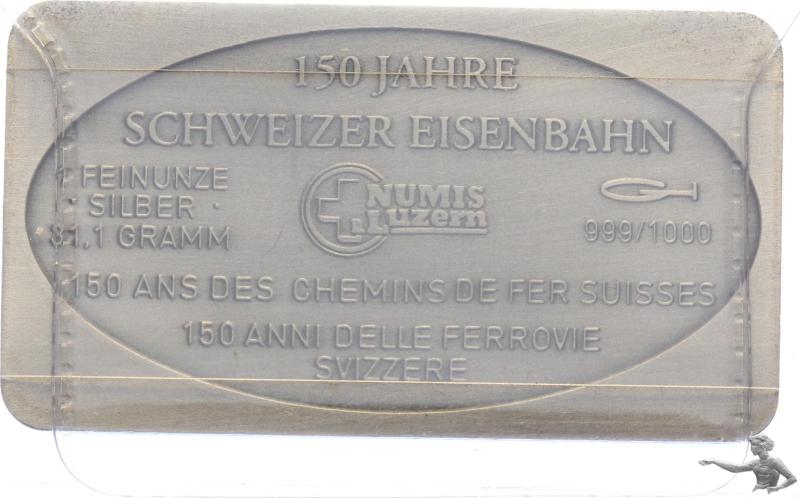 150 JAHRE
SCHWEIZER EISENBAHN
1 FEINUNZE
· SILBER ·
31,1 GRAMM
NUMIS
Luzern
999/1000
150 ANS DES CHEMINS DE FER SUISSES
150 ANNI DELLE FERROVIE
SVIZZERE